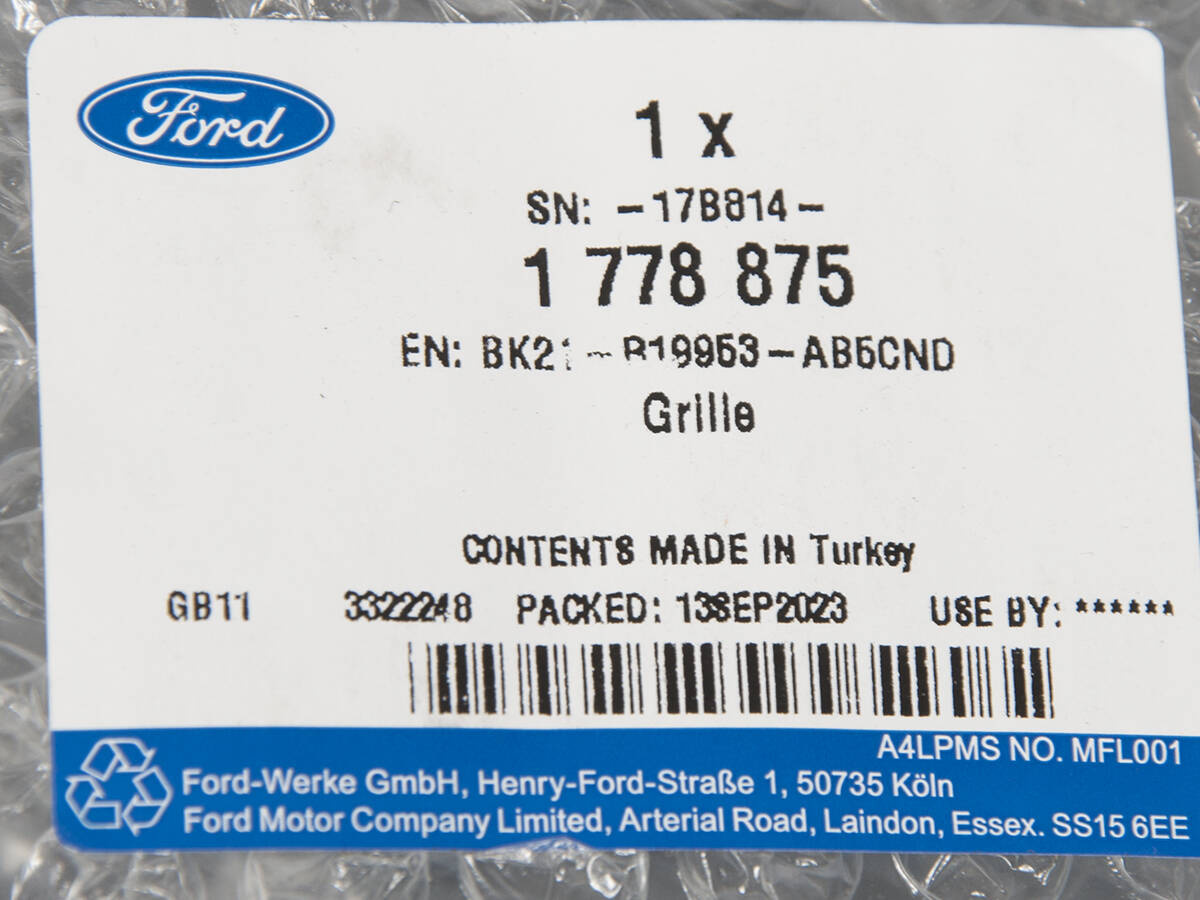 Ford
1 x
SN: -17B814-
1 778 875
EN: BK21-B19953-AB5CND
Grille
CONTENTS MADE IN Turkey
GB11 3322248 PACKED: 13SEP2023 USE BY: ******
A4LPMS NO. MFL001
Ford-Werke GmbH, Henry-Ford-Straße 1, 50735 Köln
Ford Motor Company Limited, Arterial Road, Laindon, Essex. SS15 6EE